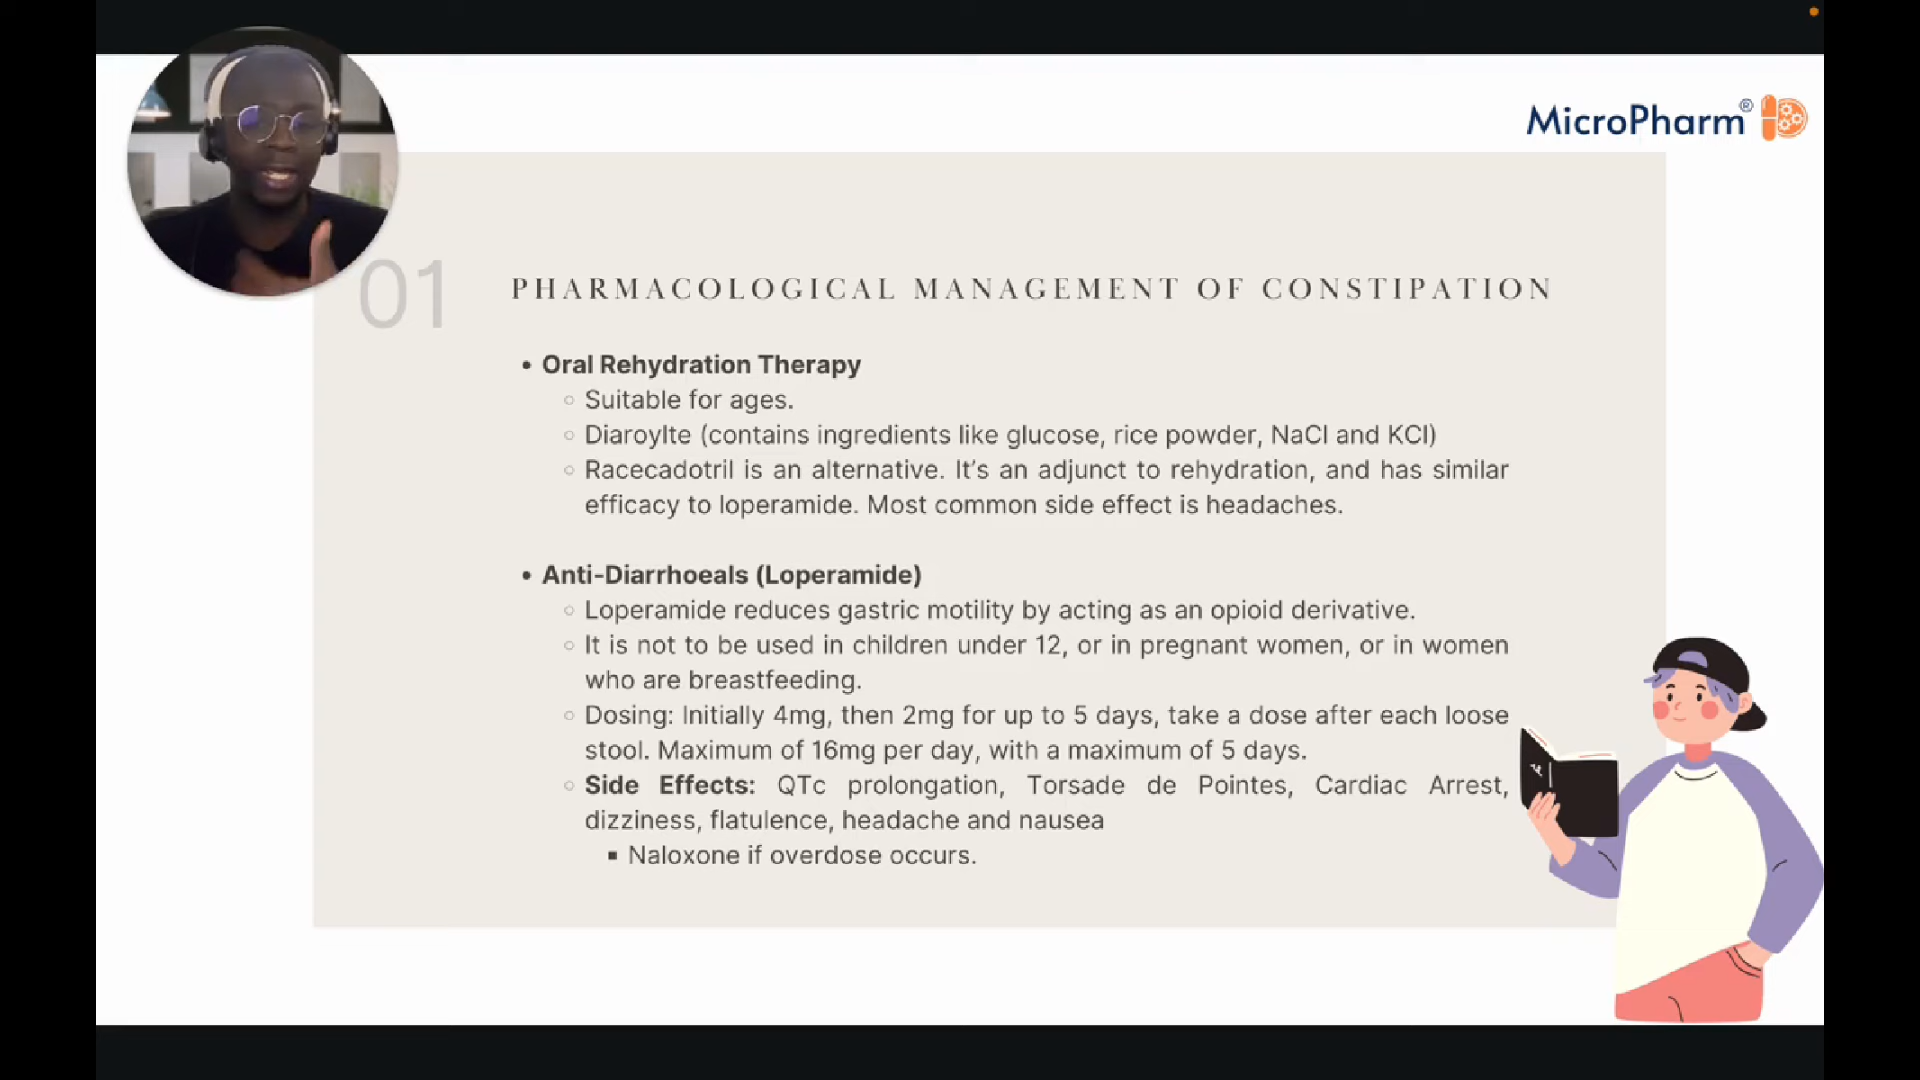 MicroPharm®
01
PHARMACOLOGICAL MANAGEMENT OF CONSTIPATION
• Oral Rehydration Therapy
○ Suitable for ages.
○ Diaroylte (contains ingredients like glucose, rice powder, NaCl and KCl)
○ Racecadotril is an alternative. It's an adjunct to rehydration, and has similar
efficacy to loperamide. Most common side effect is headaches.
• Anti-Diarrhoeals (Loperamide)
○ Loperamide reduces gastric motility by acting as an opioid derivative.
○ It is not to be used in children under 12, or in pregnant women, or in women
who are breastfeeding.
○ Dosing: Initially 4mg, then 2mg for up to 5 days, take a dose after each loose
stool. Maximum of 16mg per day, with a maximum of 5 days.
○ Side Effects: QTc prolongation, Torsade de Pointes, Cardiac Arrest,
dizziness, flatulence, headache and nausea
▪ Naloxone if overdose occurs.